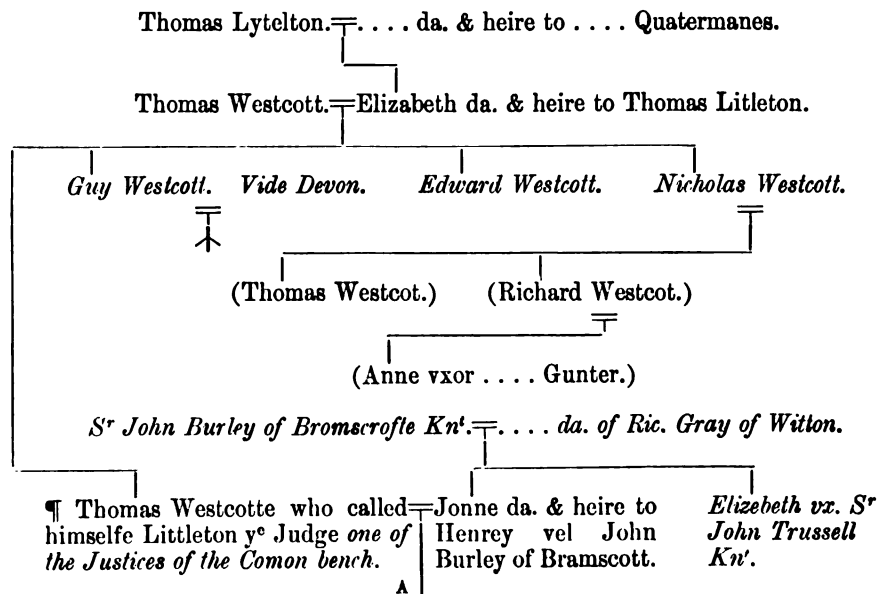 Thomas Lytelton.=. . . . da. & heire to . . . . Quatermanes.
Thomas Westcott.=Elizabeth da. & heire to Thomas Litleton.
Guy Westcott. Vide Devon. Edward Westcott. Nicholas Westcott.
(Thomas Westcot.) (Richard Westcot.)
(Anne vxor . . . . Gunter.)
Sʳ John Burley of Bromscrofte Knᵗ.=. . . . da. of Ric. Gray of Witton.
¶ Thomas Westcotte who called
himselfe Littleton yᵉ Judge one of
the Justices of the Comon bench.
Jonne da. & heire to
Henrey vel John
Burley of Bramscott.
Elizebeth vx. Sʳ
John Trussell
Knᵗ.
A